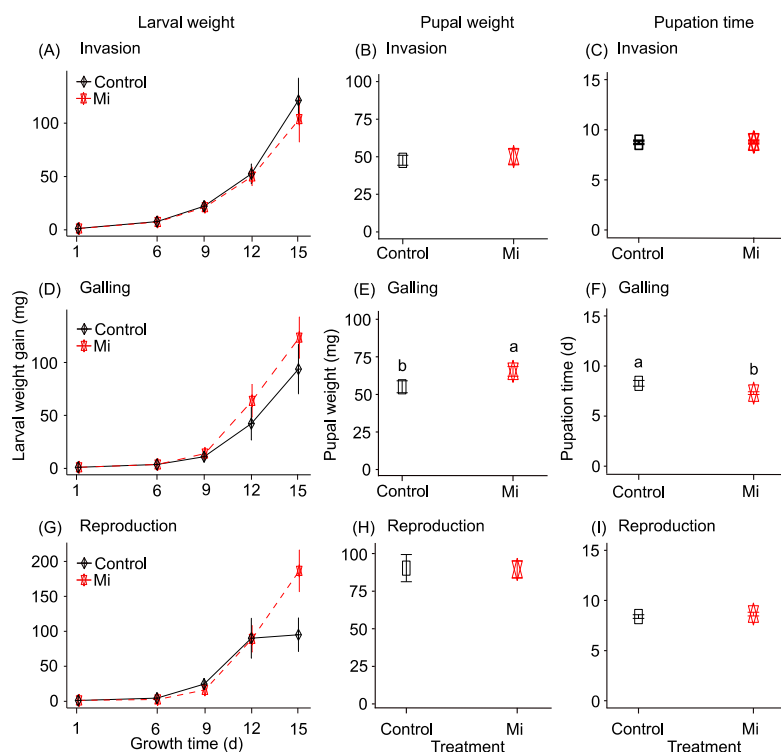 Larval weight
Pupal weight
Pupation time
(A) Invasion
Control
Mi
100
50
0
1 6 9 12 15
(B) Invasion
100
75
50
25
0
Control Mi
(C) Invasion
15
10
5
0
Control Mi
(D) Galling
Control
Mi
Larval weight gain (mg)
100
50
0
1 6 9 12 15
(E) Galling
Pupal weight (mg)
100
75
50
25
0
b
a
Control Mi
(F) Galling
Pupation time (d)
15
10
5
0
a
b
Control Mi
(G) Reproduction
Control
Mi
200
150
100
50
0
1 6 9 12 15
Growth time (d)
(H) Reproduction
100
75
50
25
0
Control Mi
Treatment
(I) Reproduction
15
10
5
0
Control Mi
Treatment